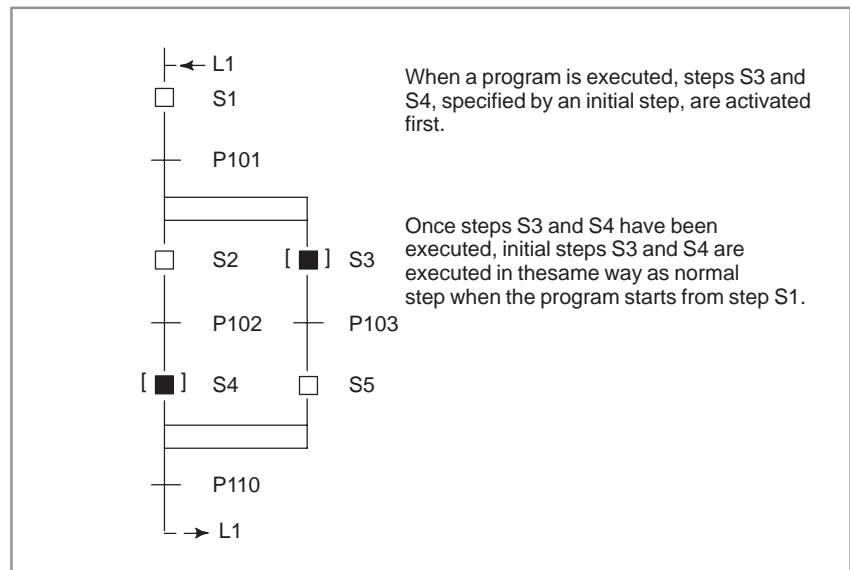 L1
S1
When a program is executed, steps S3 and
S4, specified by an initial step, are activated
first.
P101
Once steps S3 and S4 have been
executed, initial steps S3 and S4 are
executed in thesame way as normal
step when the program starts from step S1.
S2 [ ] S3
P102 P103
[ ] S4 S5
P110
L1